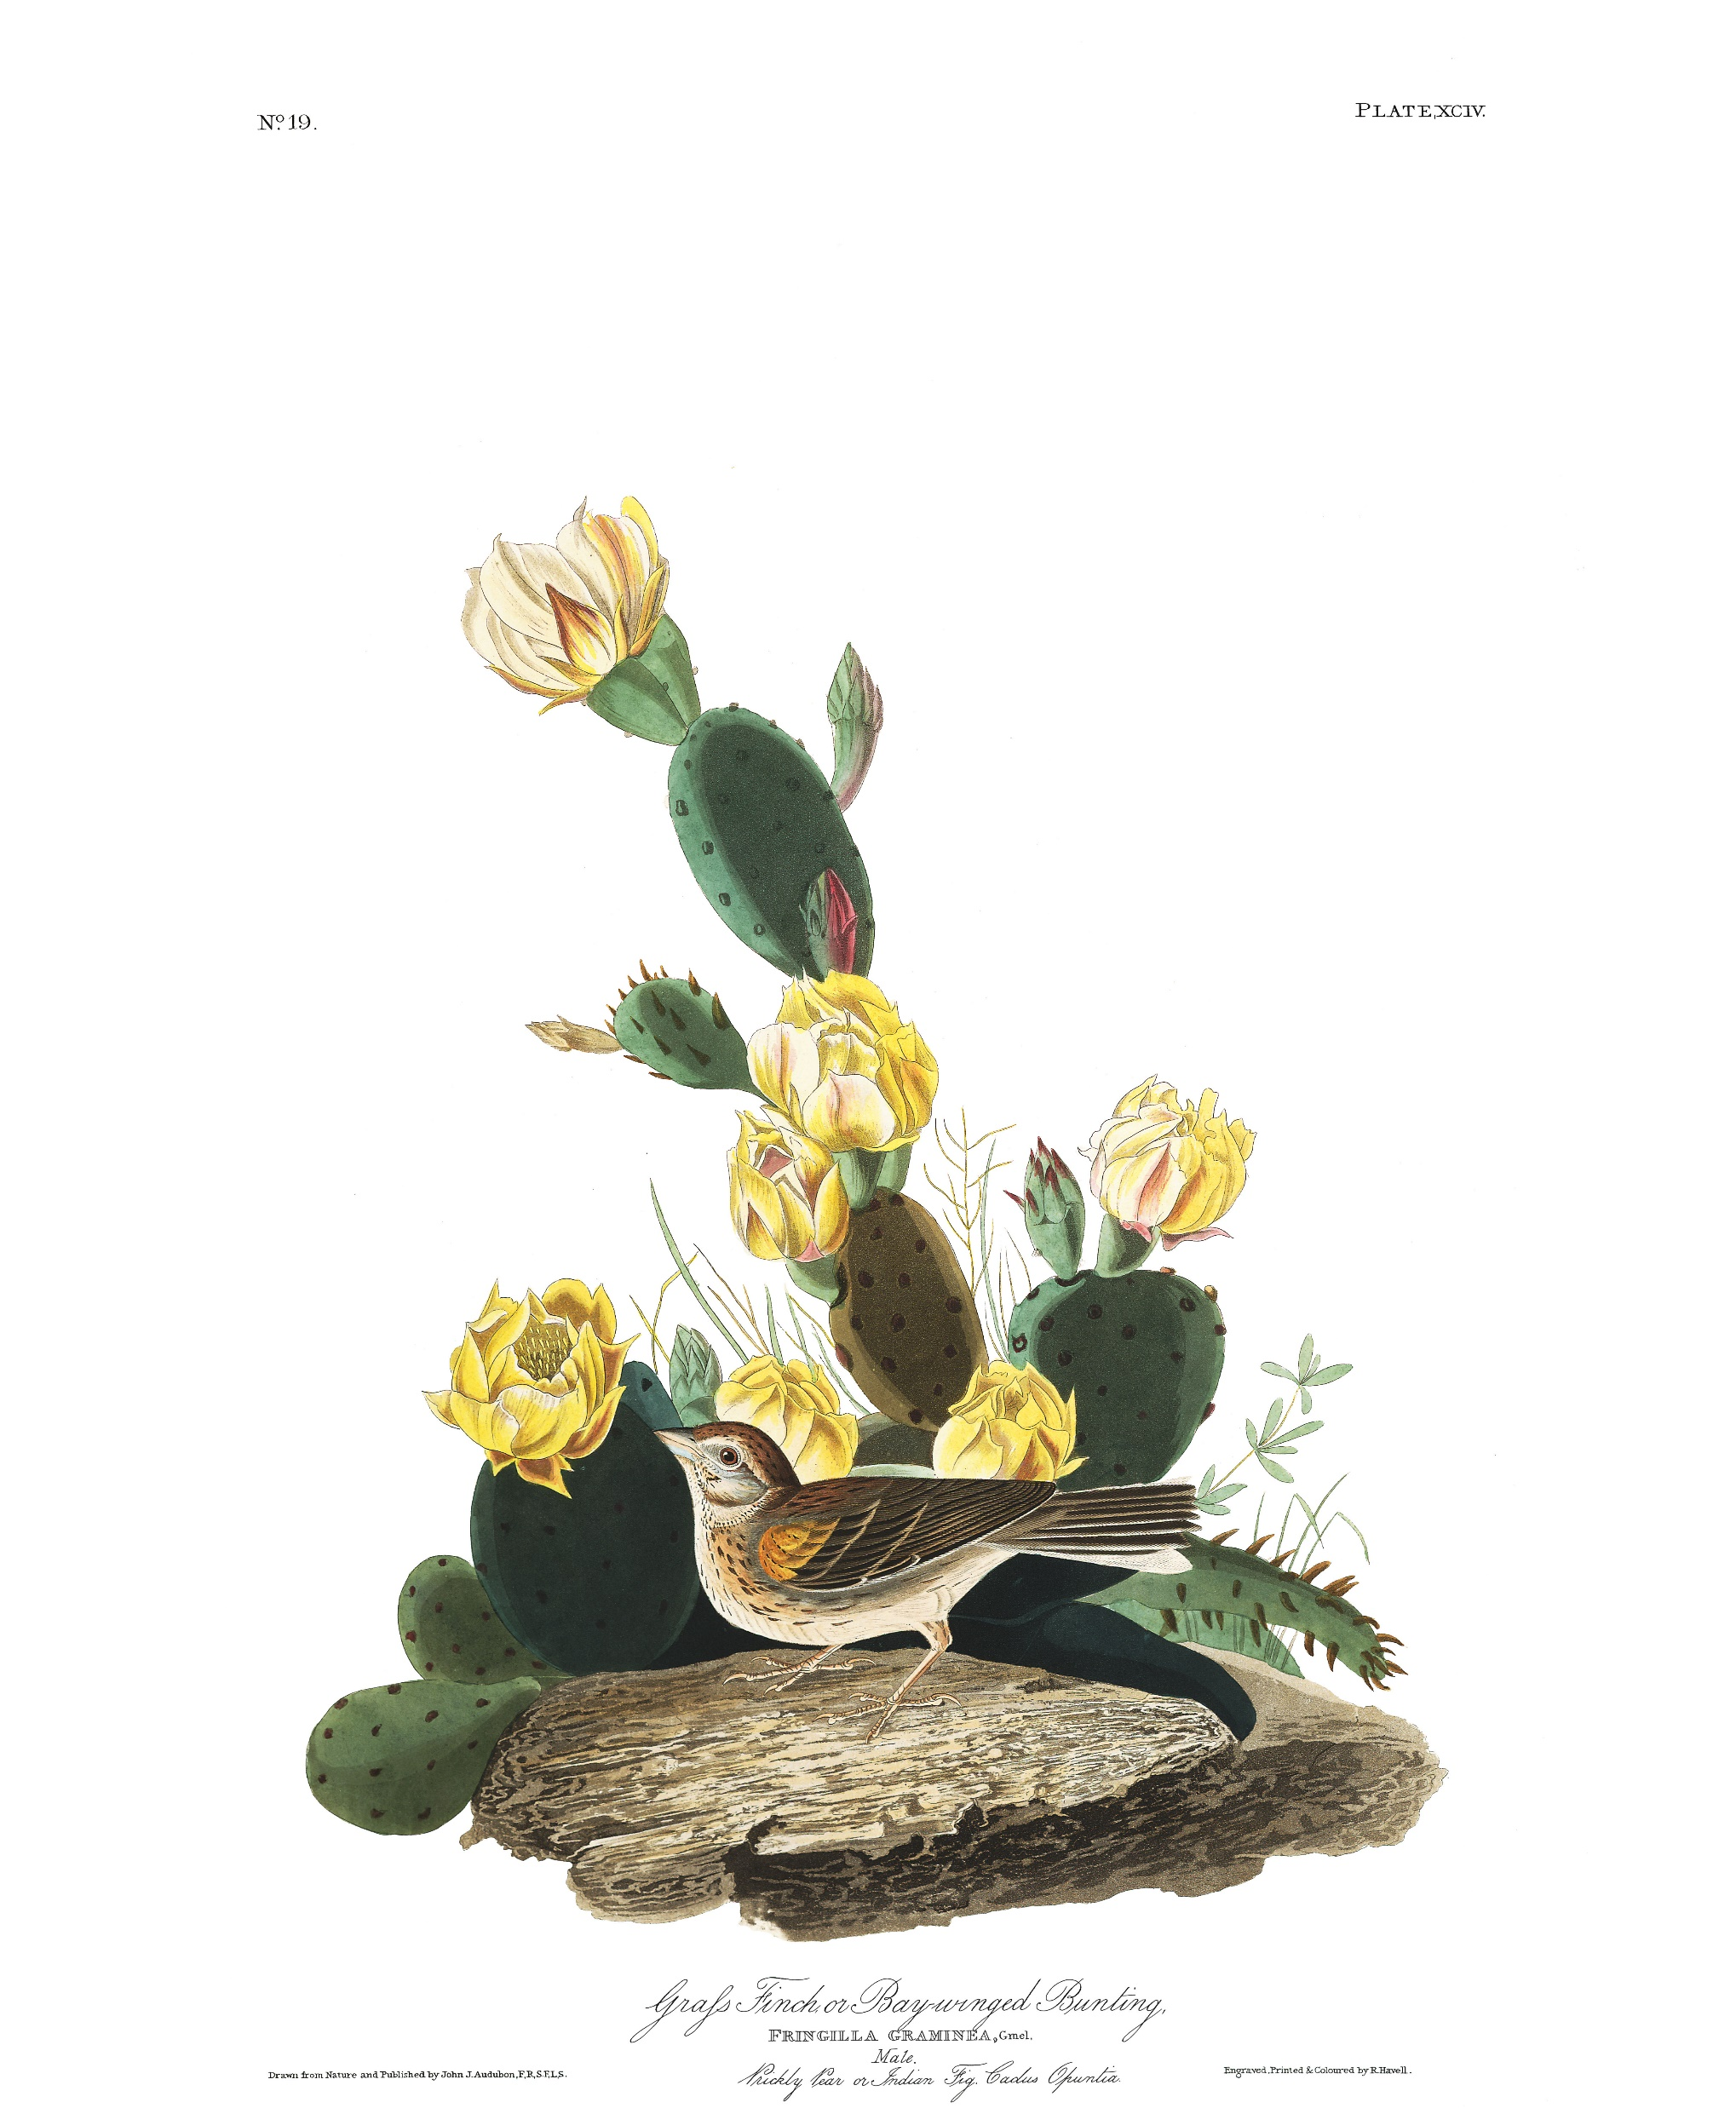 No. 19.
PLATE, XCIV.
Graſs Finch, or Bay-winged Bunting,
FRINGILLA GRAMINEA, Gmel.
Male.
Prickly Pear or Indian Fig. Cactus Opuntia.
Drawn from Nature and Published by John J. Audubon, F.R.S.F.L.S.
Engraved, Printed & Coloured by R. Havell.